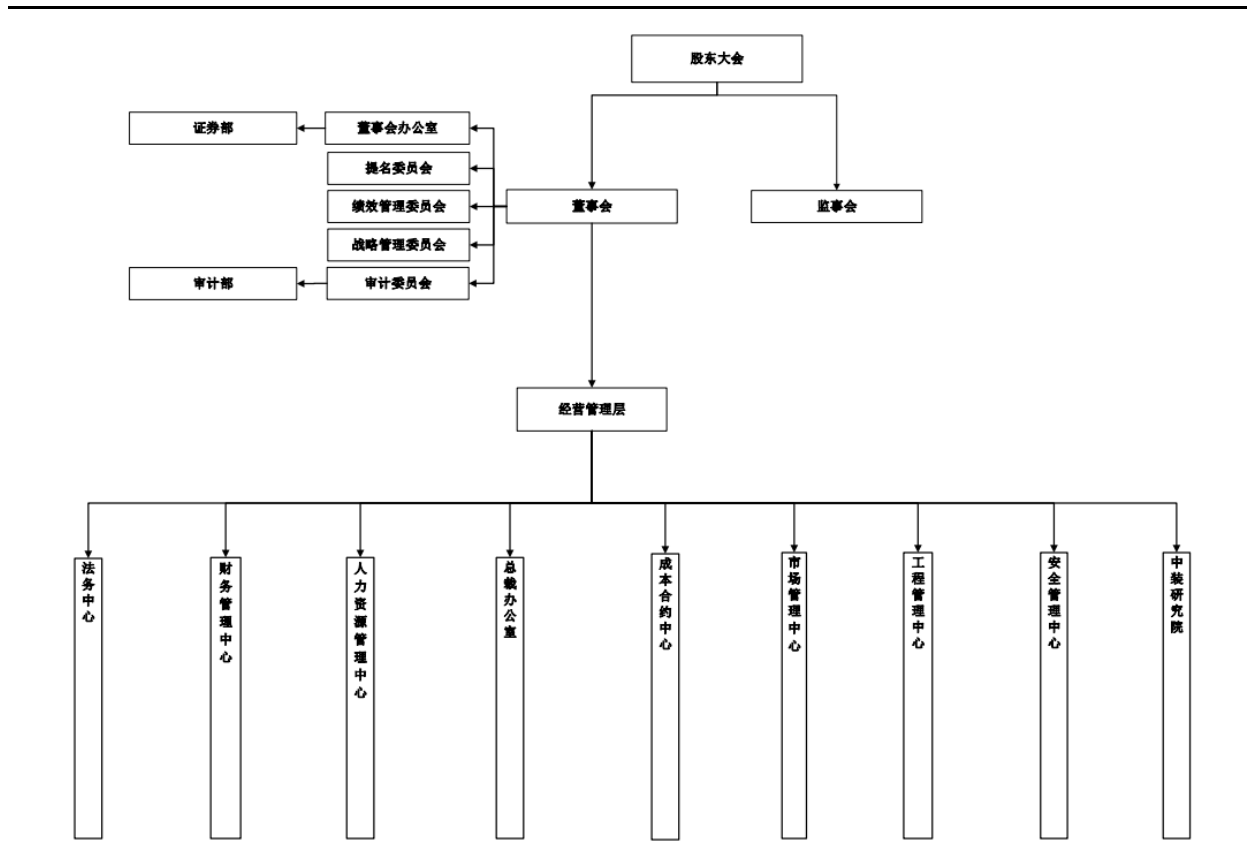 股东大会
证券部
董事会办公室
提名委员会
绩效管理委员会
董事会
监事会
战略管理委员会
审计部
审计委员会
经营管理层
法务中心
财务管理中心
人力资源管理中心
总裁办公室
成本合约中心
市场管理中心
工程管理中心
安全管理中心
中装研究院